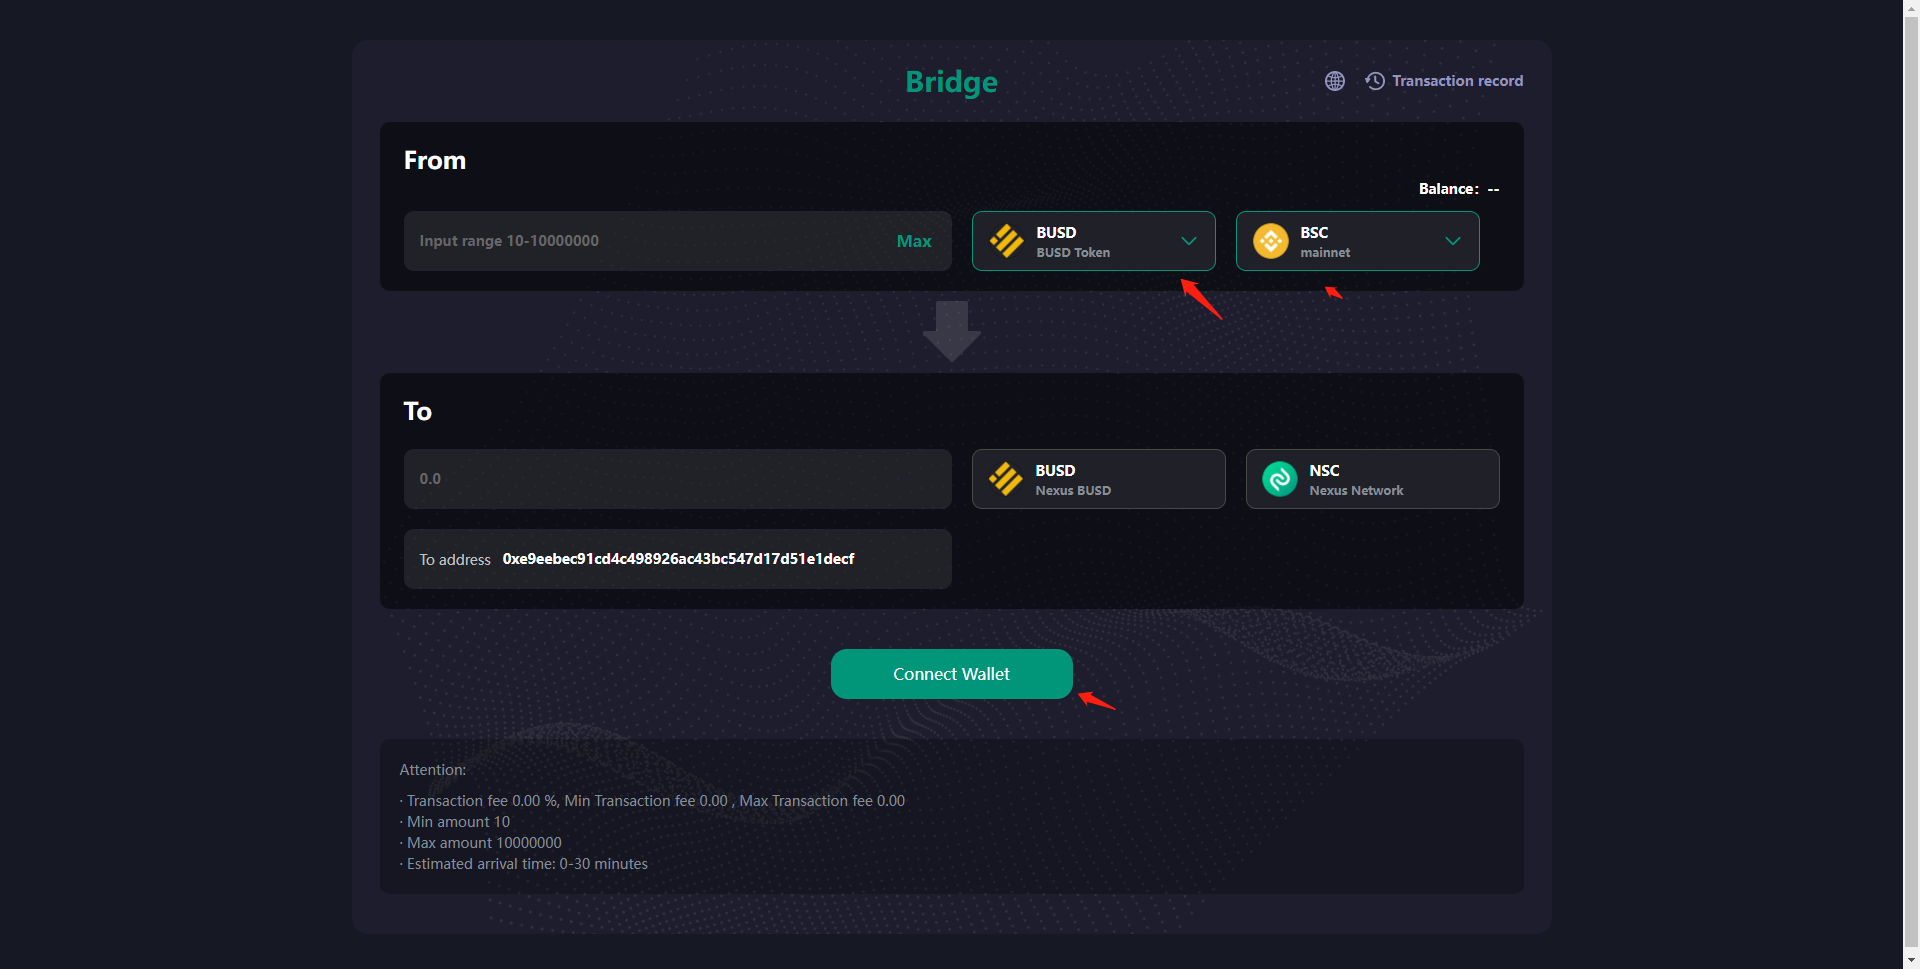 Bridge
Transaction record
From
Balance: --
Input range 10-10000000
Max
BUSD
BUSD Token
BSC
mainnet
To
0.0
BUSD
Nexus BUSD
NSC
Nexus Network
To address 0xe9eebec91cd4c498926ac43bc547d17d51e1decf
Connect Wallet
Attention:
· Transaction fee 0.00 %, Min Transaction fee 0.00 , Max Transaction fee 0.00
· Min amount 10
· Max amount 10000000
· Estimated arrival time: 0-30 minutes